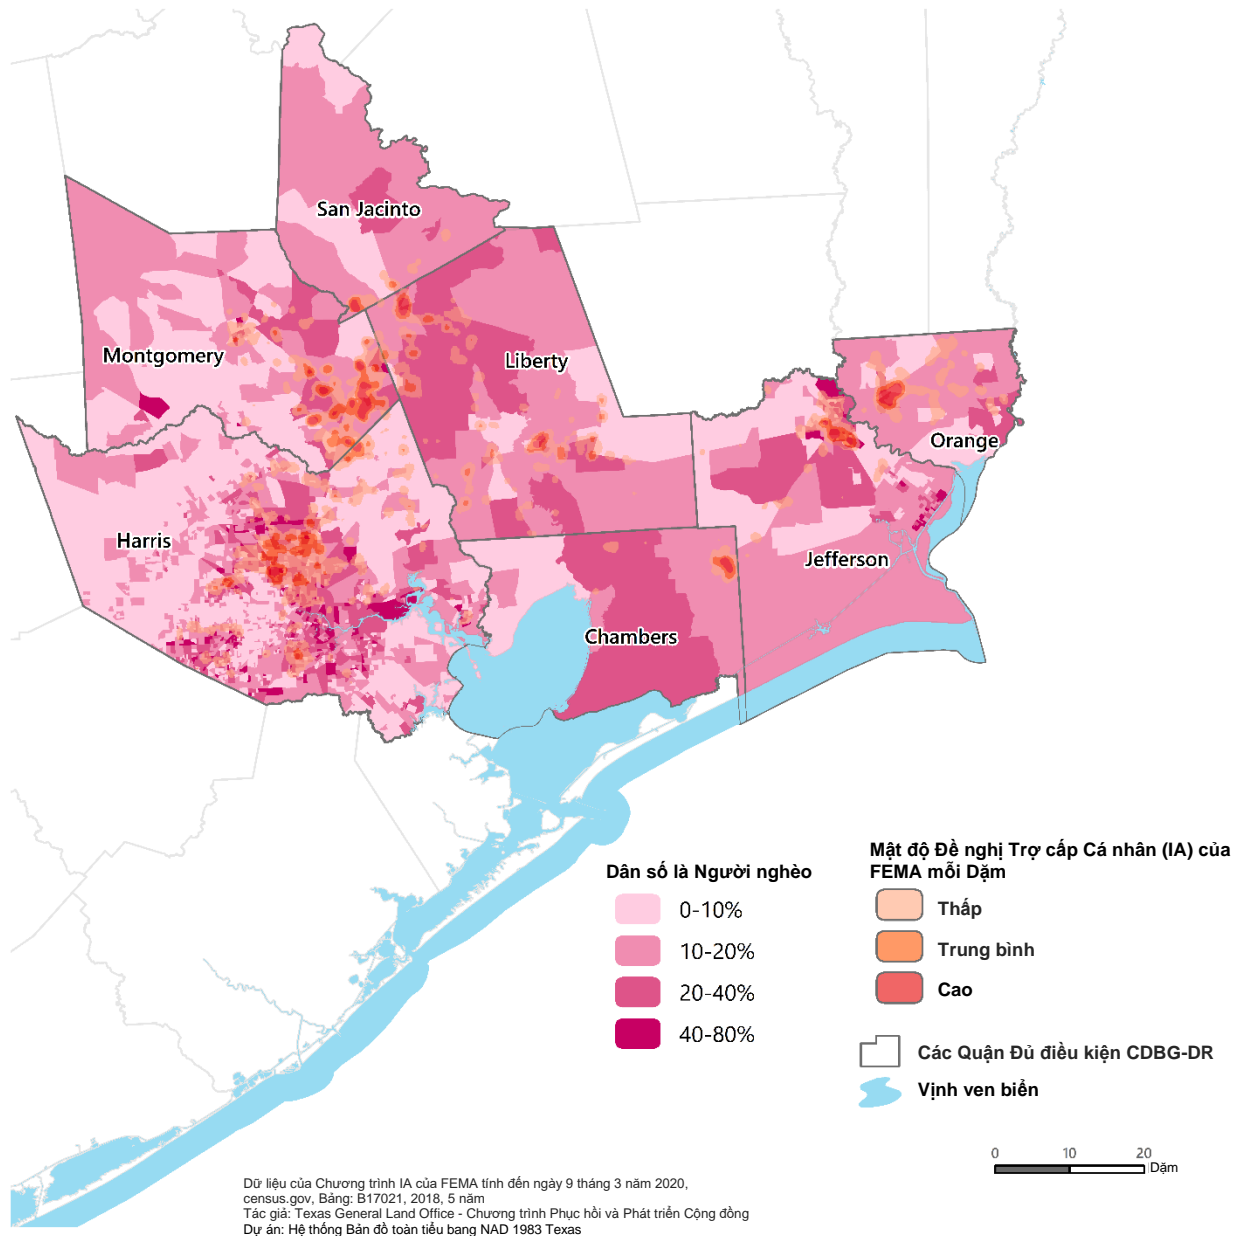 San Jacinto
Montgomery
Liberty
Orange
Harris
Jefferson
Chambers
Dân số là Người nghèo
0-10%
10-20%
20-40%
40-80%
Mật độ Đề nghị Trợ cấp Cá nhân (IA) của
FEMA mỗi Dặm
Thấp
Trung bình
Cao
Các Quận Đủ điều kiện CDBG-DR
Vịnh ven biển
0 10 20
Dặm
Dữ liệu của Chương trình IA của FEMA tính đến ngày 9 tháng 3 năm 2020,
census.gov, Bảng: B17021, 2018, 5 năm
Tác giả: Texas General Land Office - Chương trình Phục hồi và Phát triển Cộng đồng
Dự án: Hệ thống Bản đồ toàn tiểu bang NAD 1983 Texas